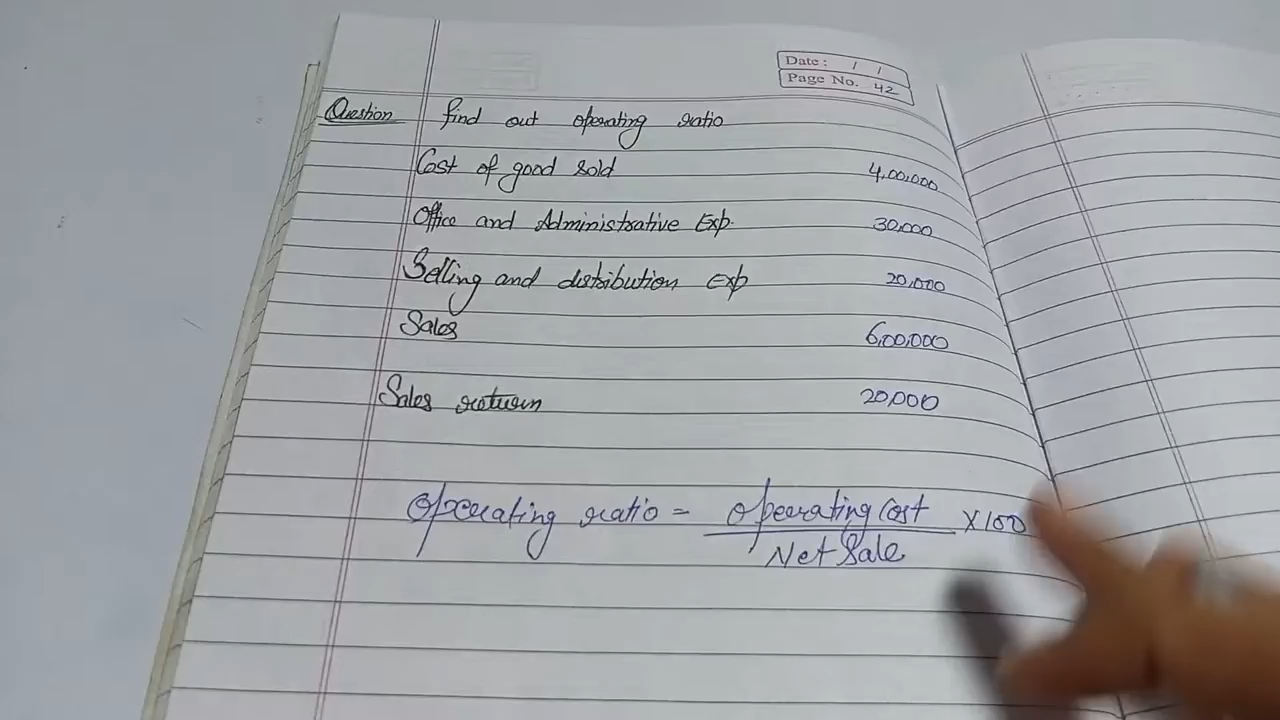 Date : / /
Page No. 42
Question find out operating ratio
Cost of good sold 4,00,000
Office and Administrative Exp. 30,000
Selling and distribution Exp 20,000
Sales 6,00,000
Sales return 20,000
Operating ratio = Operating Cost / Net Sale × 100